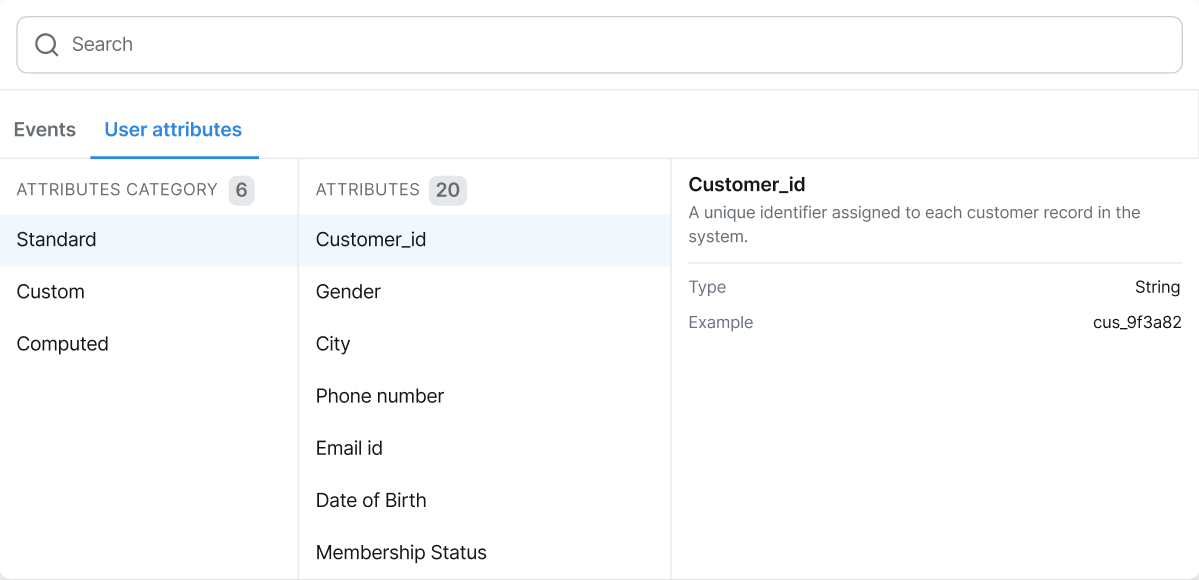 Search
Events
User attributes
ATTRIBUTES CATEGORY 6
Standard
Custom
Computed
ATTRIBUTES 20
Customer_id
Gender
City
Phone number
Email id
Date of Birth
Membership Status
Customer_id
A unique identifier assigned to each customer record in the
system.
Type String
Example cus_9f3a82